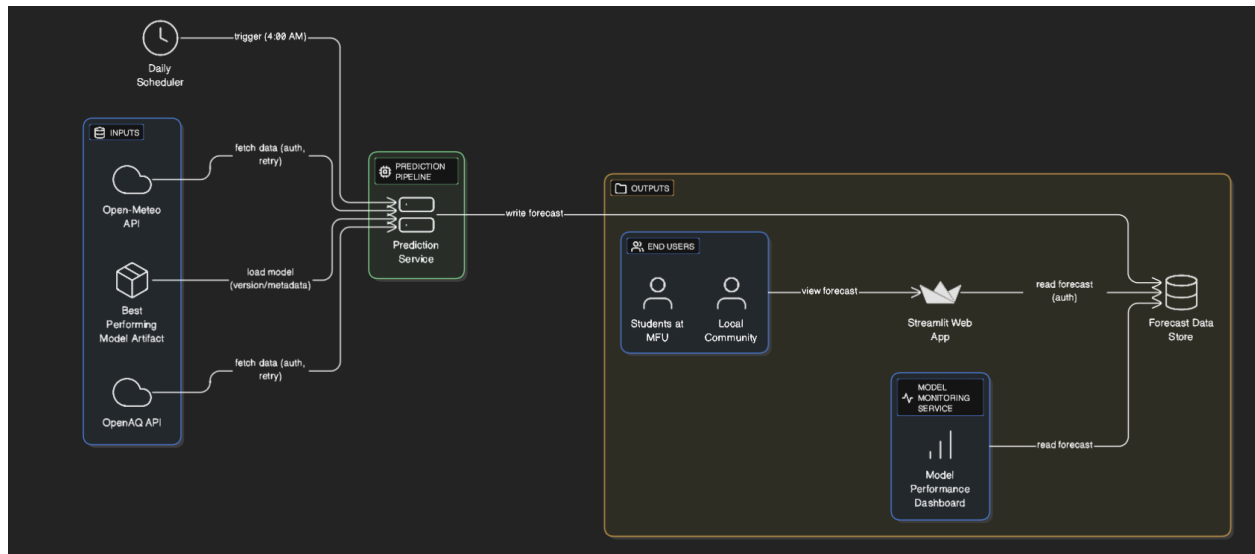 trigger (4:00 AM)
Daily
Scheduler
INPUTS
fetch data (auth,
retry)
Open-Meteo
API
load model
(version/metadata)
Best
Performing
Model Artifact
fetch data (auth,
retry)
OpenAQ API
PREDICTION
PIPELINE
Prediction
Service
write forecast
OUTPUTS
END USERS
Students at
MFU
Local
Community
view forecast
Streamlit Web
App
read forecast
(auth)
Forecast Data
Store
MODEL
MONITORING
SERVICE
Model
Performance
Dashboard
read forecast